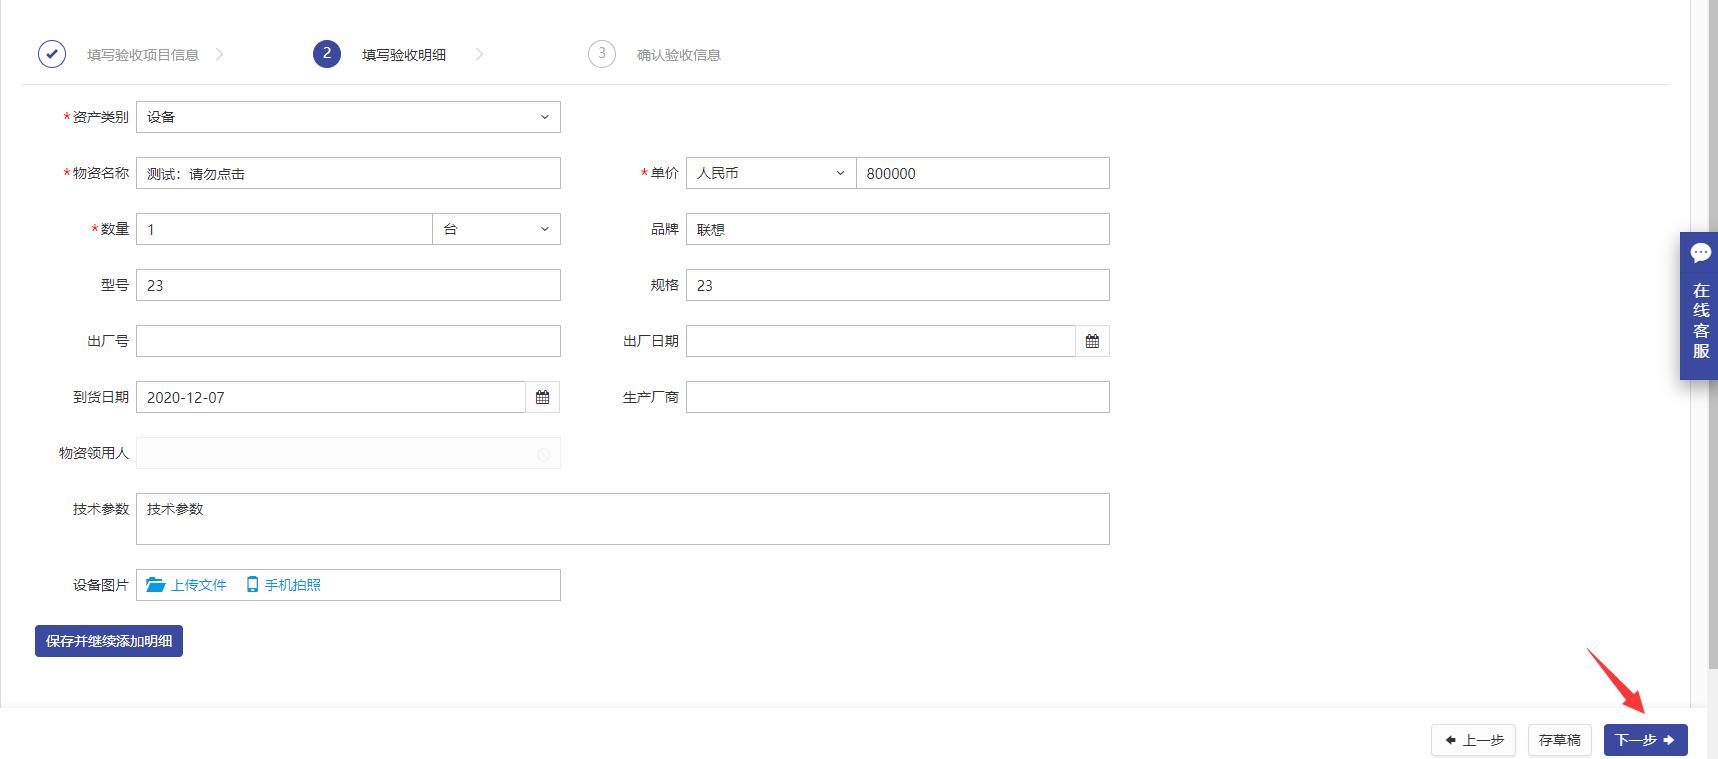 填写验收项目信息
2 填写验收明细
3 确认验收信息
*资产类别 设备
*物资名称 测试：请勿点击 *单价 人民币 800000
*数量 1 台 品牌 联想
型号 23 规格 23
出厂号 出厂日期
到货日期 2020-12-07 生产厂商
物资领用人
技术参数 技术参数
设备图片 上传文件 手机拍照
保存并继续添加明细
上一步 存草稿 下一步
在线客服